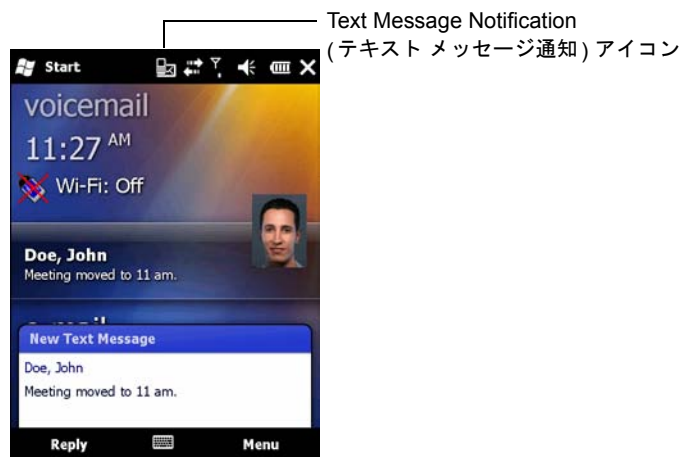 Text Message Notification
(テキスト メッセージ通知) アイコン
Start
voicemail
11:27 AM
Wi-Fi: Off
Doe, John
Meeting moved to 11 am.
New Text Message
Doe, John
Meeting moved to 11 am.
Reply
Menu